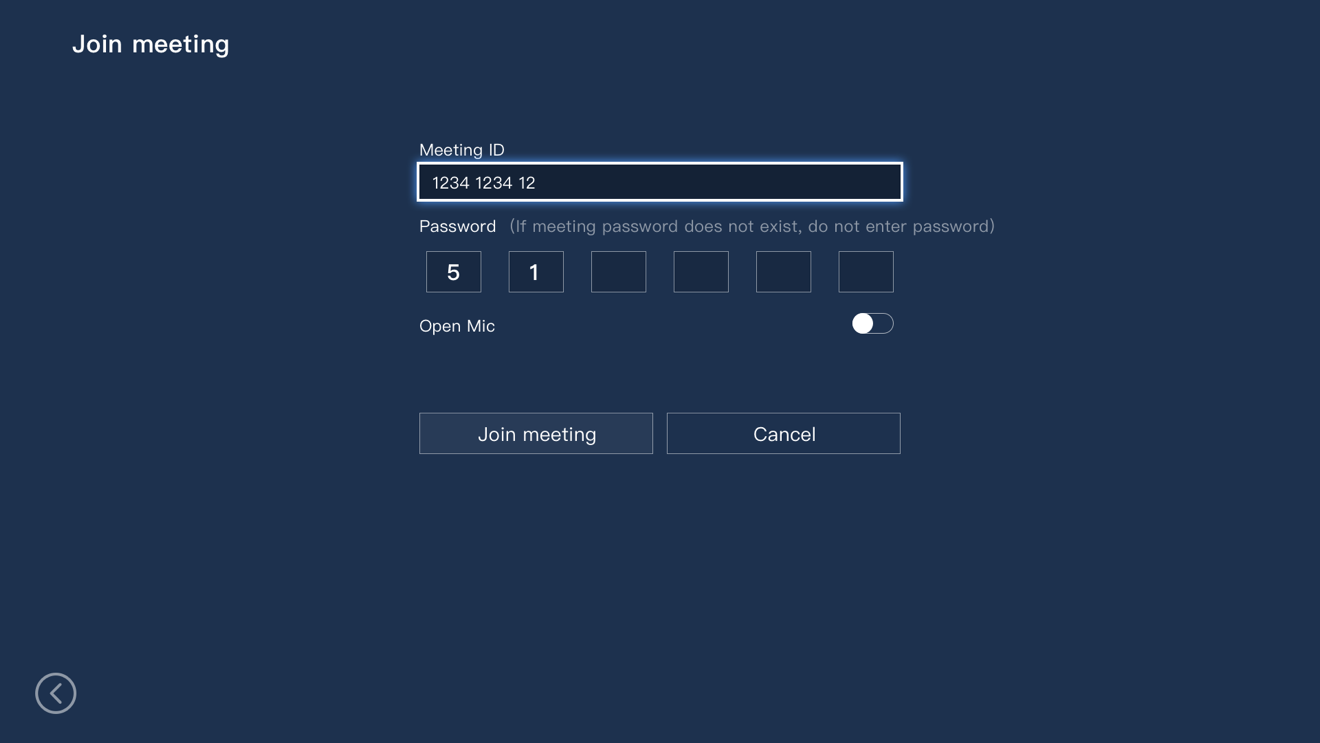 Join meeting
Meeting ID
1234 1234 12
Password (If meeting password does not exist, do not enter password)
5 1
Open Mic
Join meeting Cancel